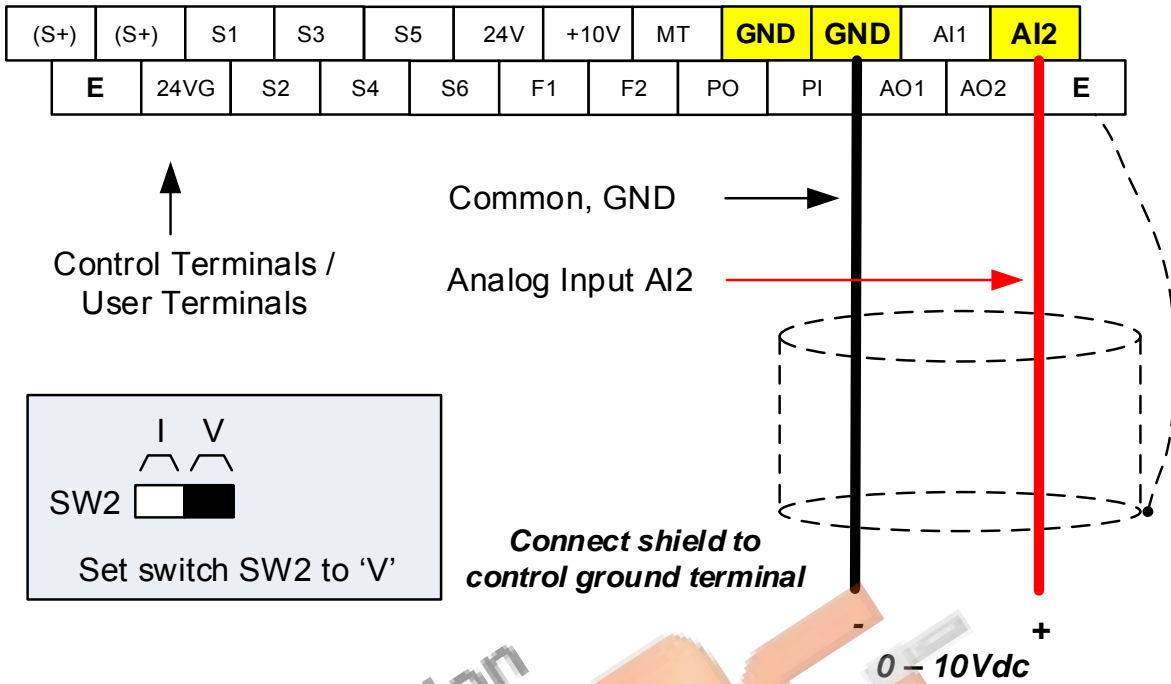 (S+) (S+) S1 S3 S5 24V +10V MT GND GND AI1 AI2
E 24VG S2 S4 S6 F1 F2 PO PI AO1 AO2 E
Common, GND
Control Terminals /
User Terminals
Analog Input AI2
I V
SW2
Set switch SW2 to ‘V’
Connect shield to
control ground terminal
- +
0 – 10Vdc